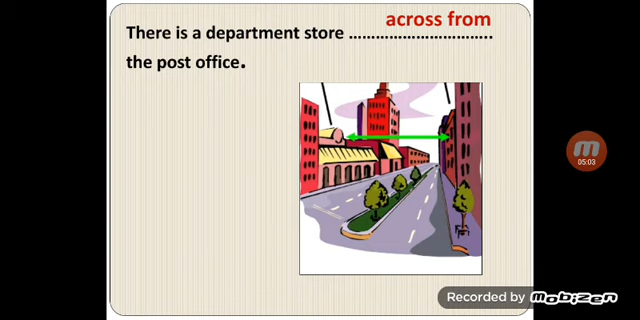 across from
There is a department store ................................
the post office.
05:03
Recorded by mobizen